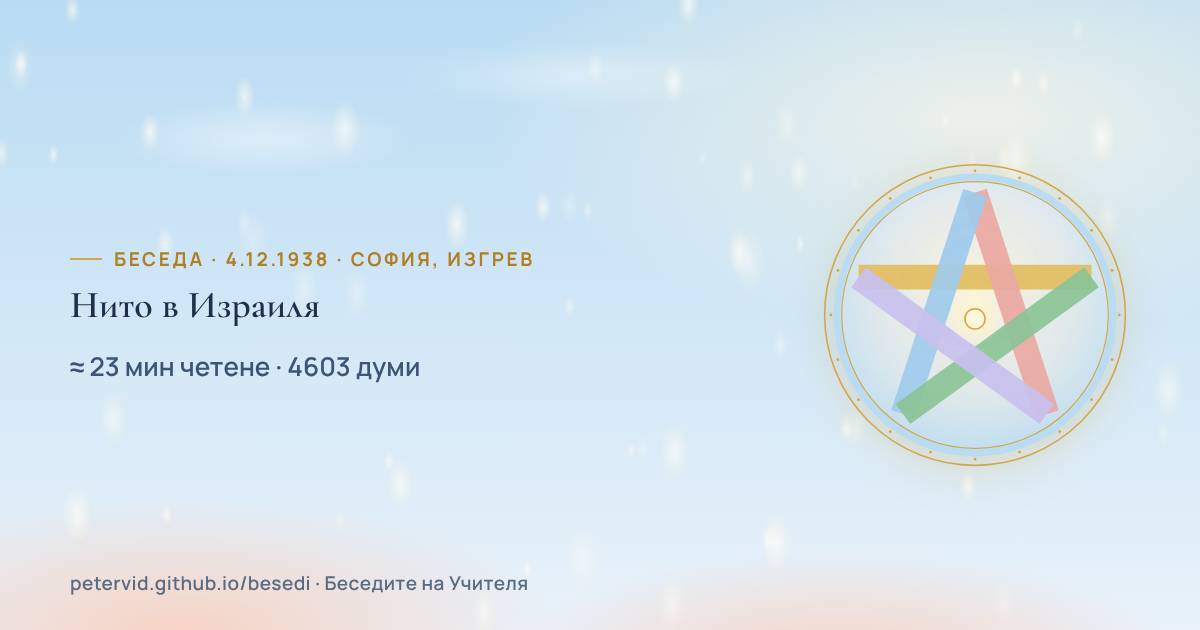 БЕСЕДА · 4.12.1938 · СОФИЯ, ИЗГРЕВ
Нито в Израиля
≈ 23 мин четене · 4603 думи
petervid.github.io/besedi · Беседите на Учителя